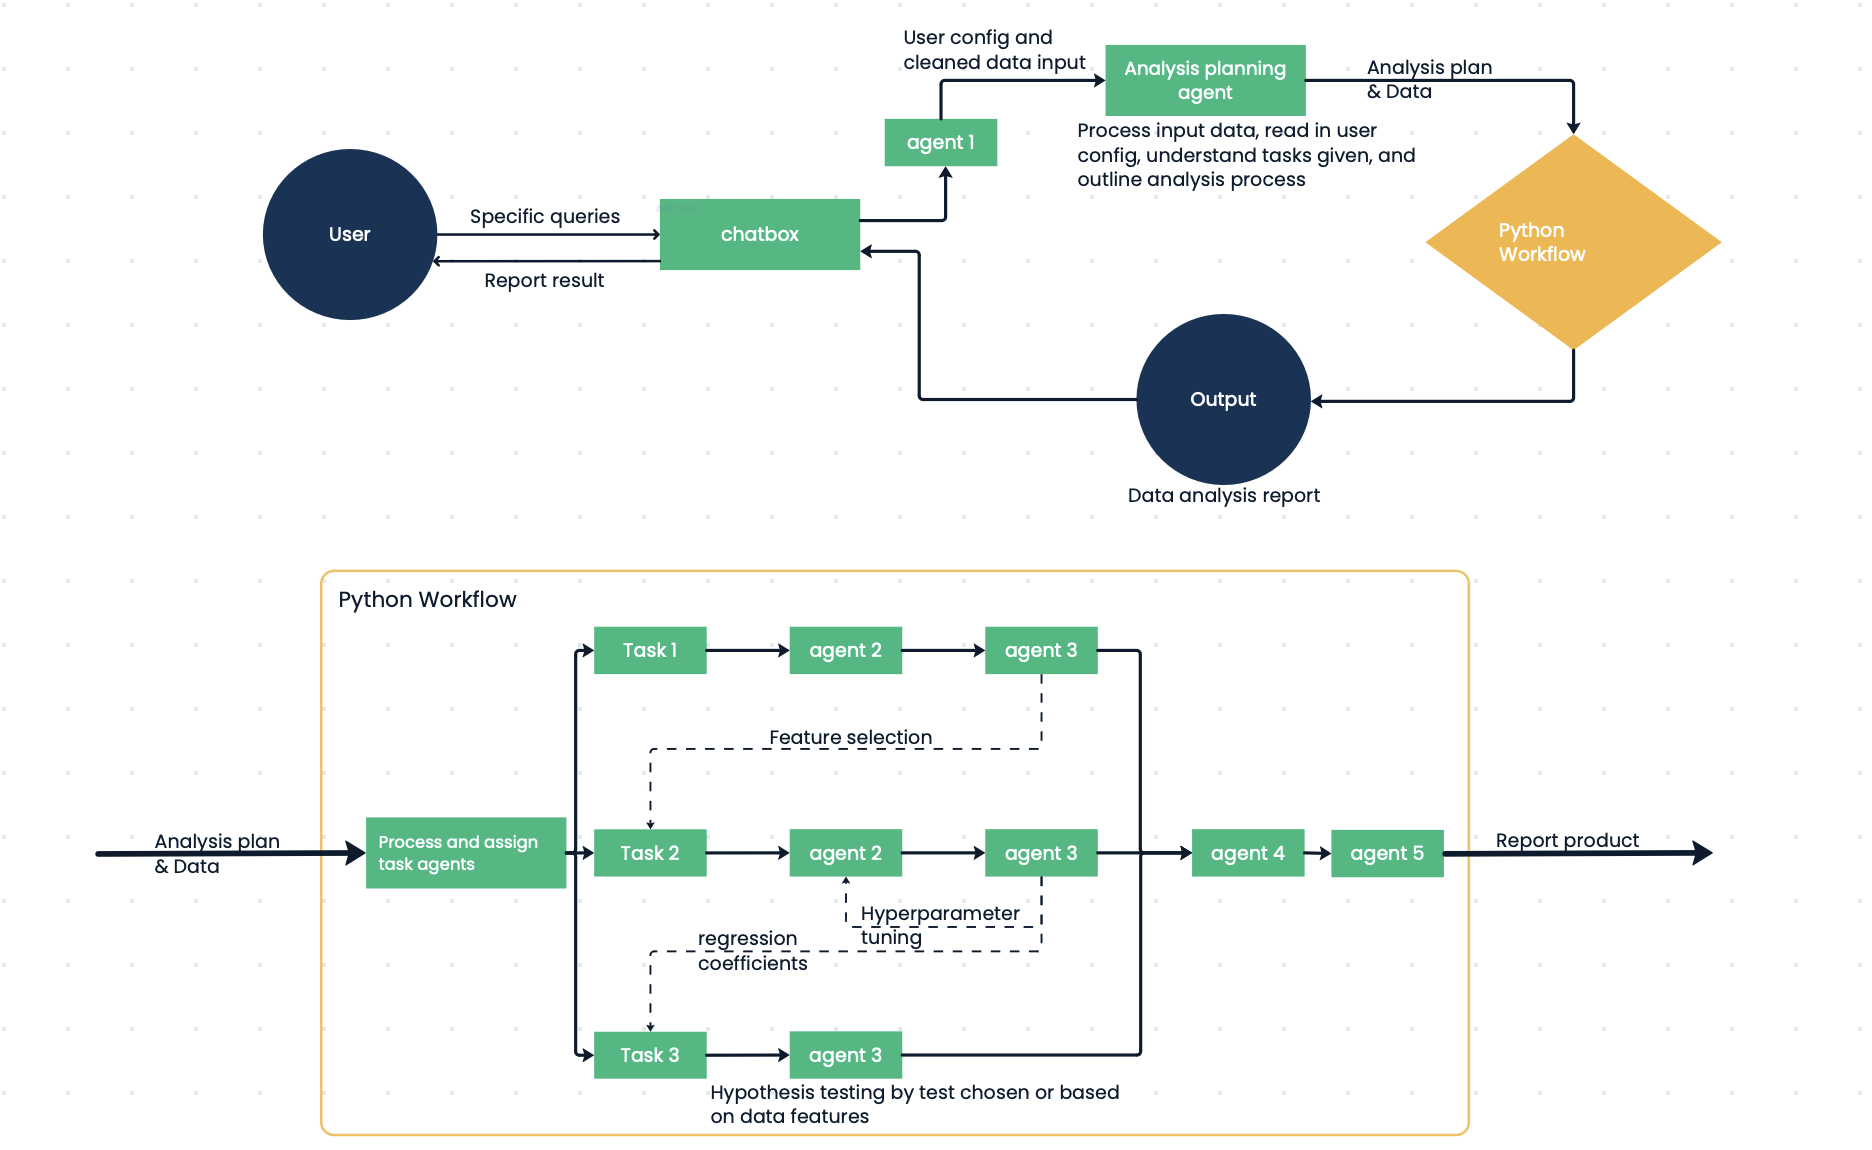 User config and
cleaned data input
Analysis planning
agent
Analysis plan
& Data
agent 1
Process input data, read in user
config, understand tasks given, and
outline analysis process
Specific queries
User
chatbox
Python
Workflow
Report result
Output
Data analysis report
Python Workflow
Task 1
agent 2
agent 3
Feature selection
Analysis plan
& Data
Process and assign
task agents
Task 2
agent 2
agent 3
agent 4
agent 5
Report product
Hyperparameter
tuning
regression
coefficients
Task 3
agent 3
Hypothesis testing by test chosen or based
on data features